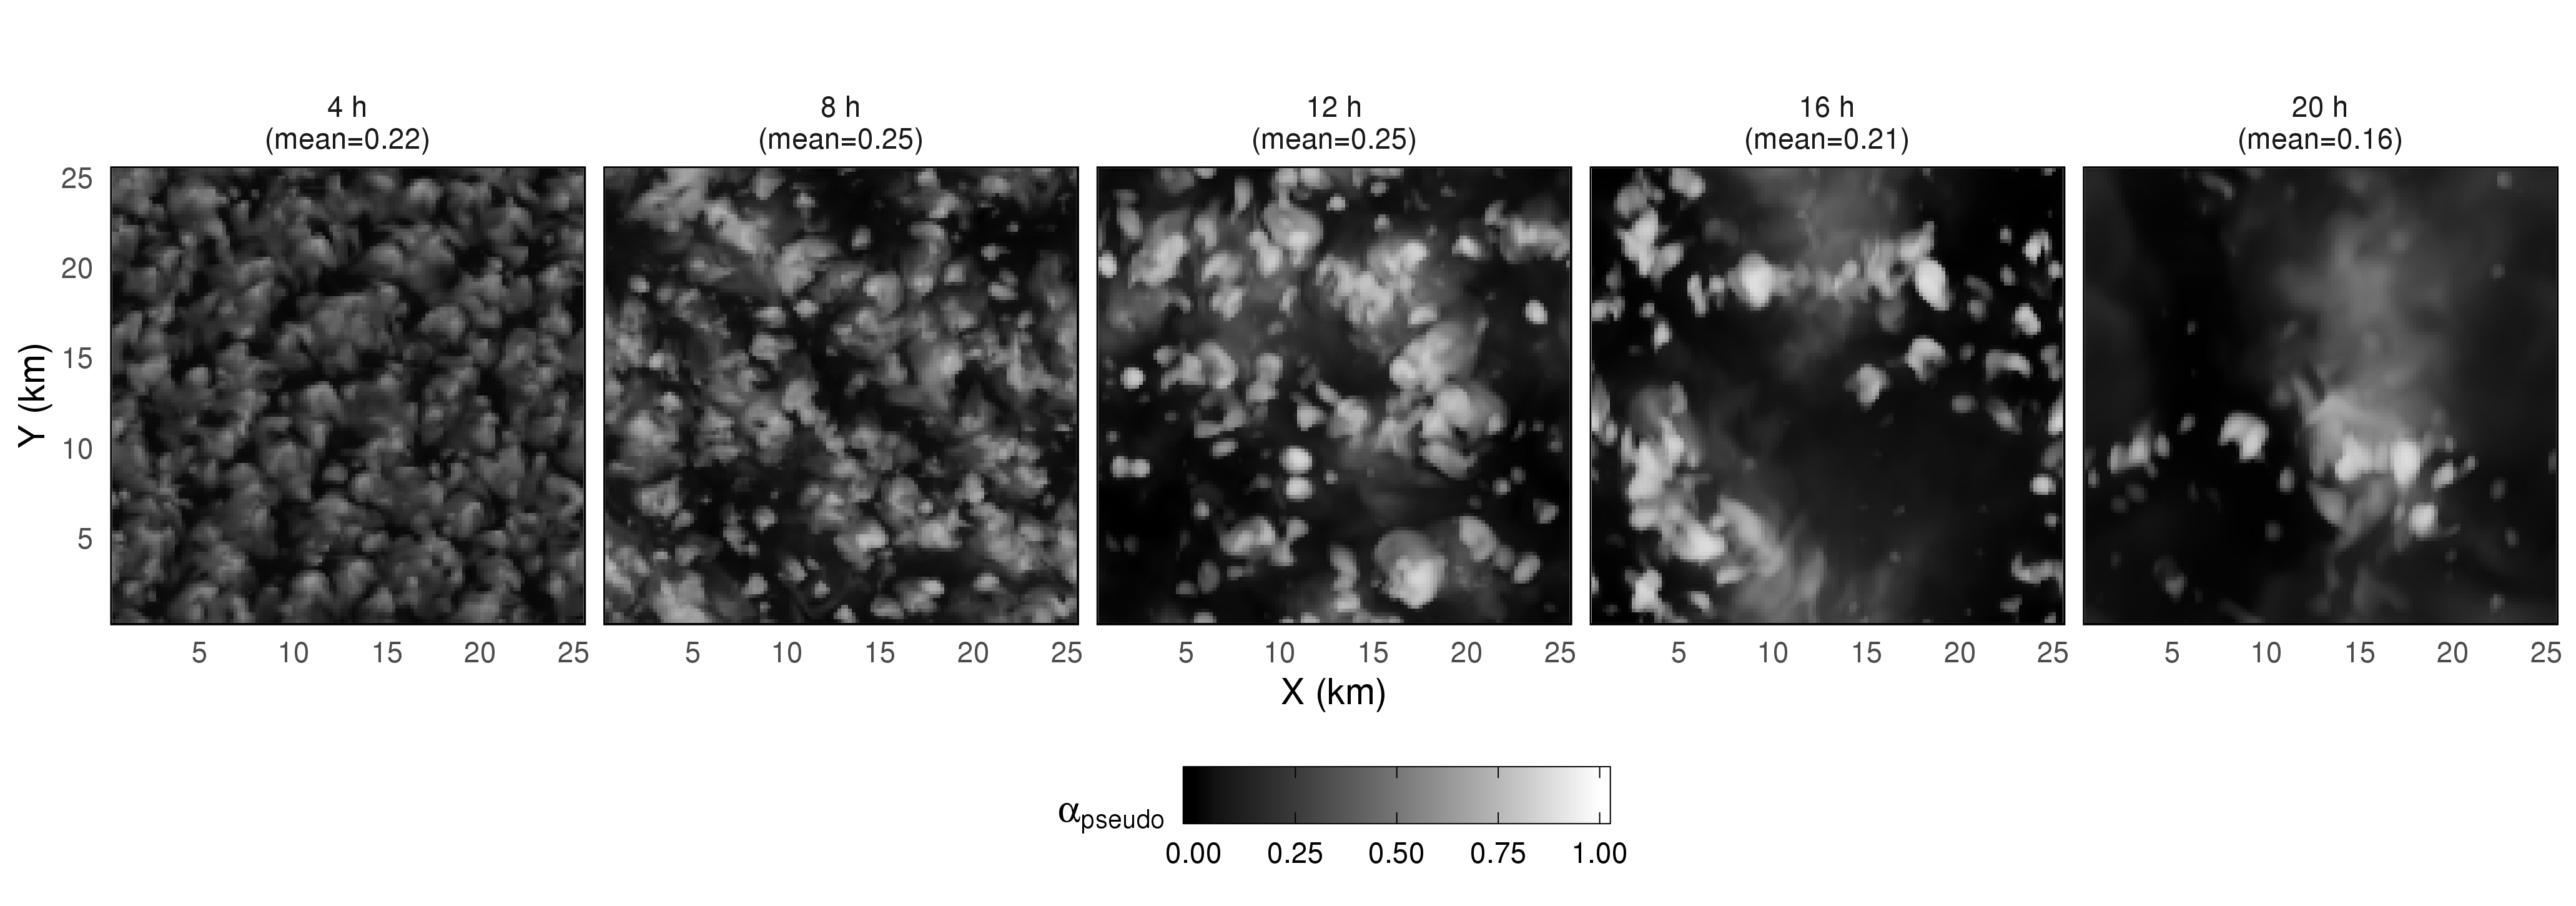 4 h
(mean=0.22)
8 h
(mean=0.25)
12 h
(mean=0.25)
16 h
(mean=0.21)
20 h
(mean=0.16)
Y (km)
25
20
15
10
5
5 10 15 20 25
5 10 15 20 25
5 10 15 20 25
5 10 15 20 25
5 10 15 20 25
X (km)
αpseudo
0.00 0.25 0.50 0.75 1.00